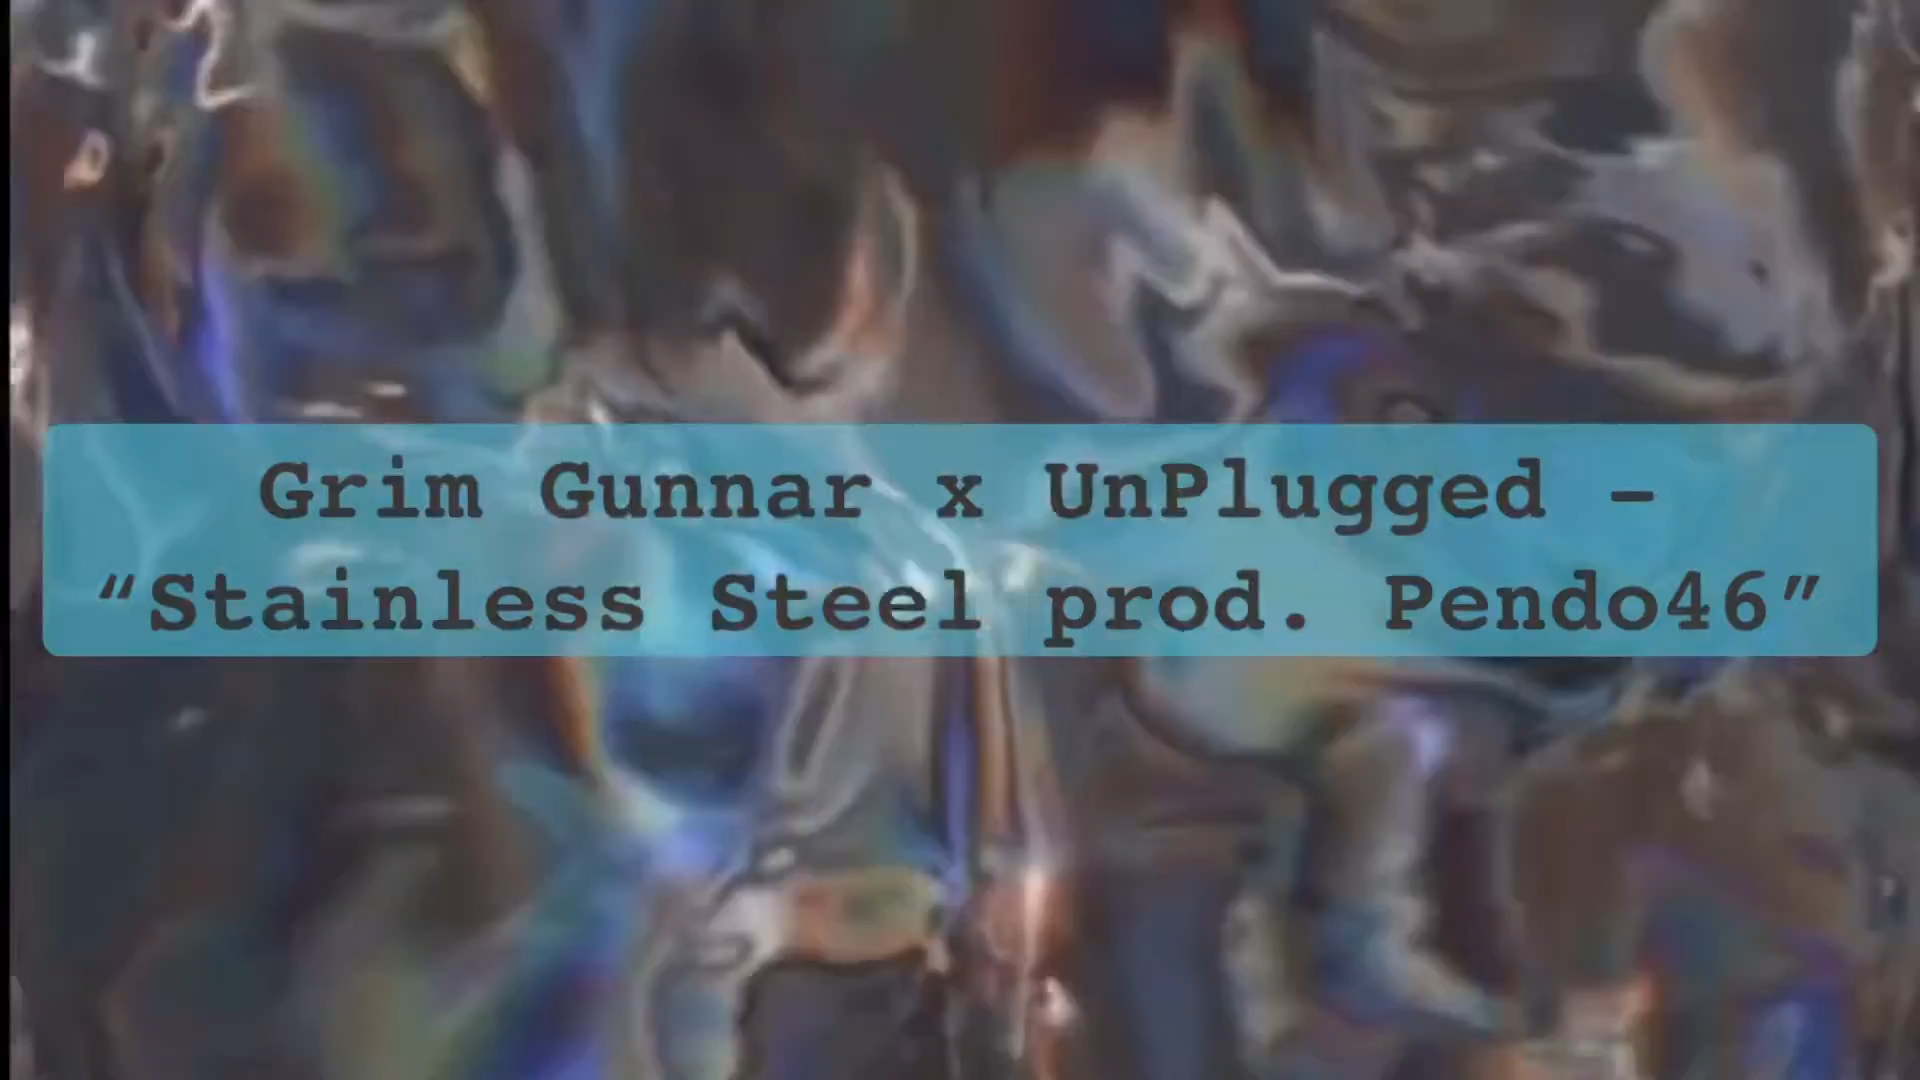 Grim Gunnar x UnPlugged –
“Stainless Steel prod. Pendo46”